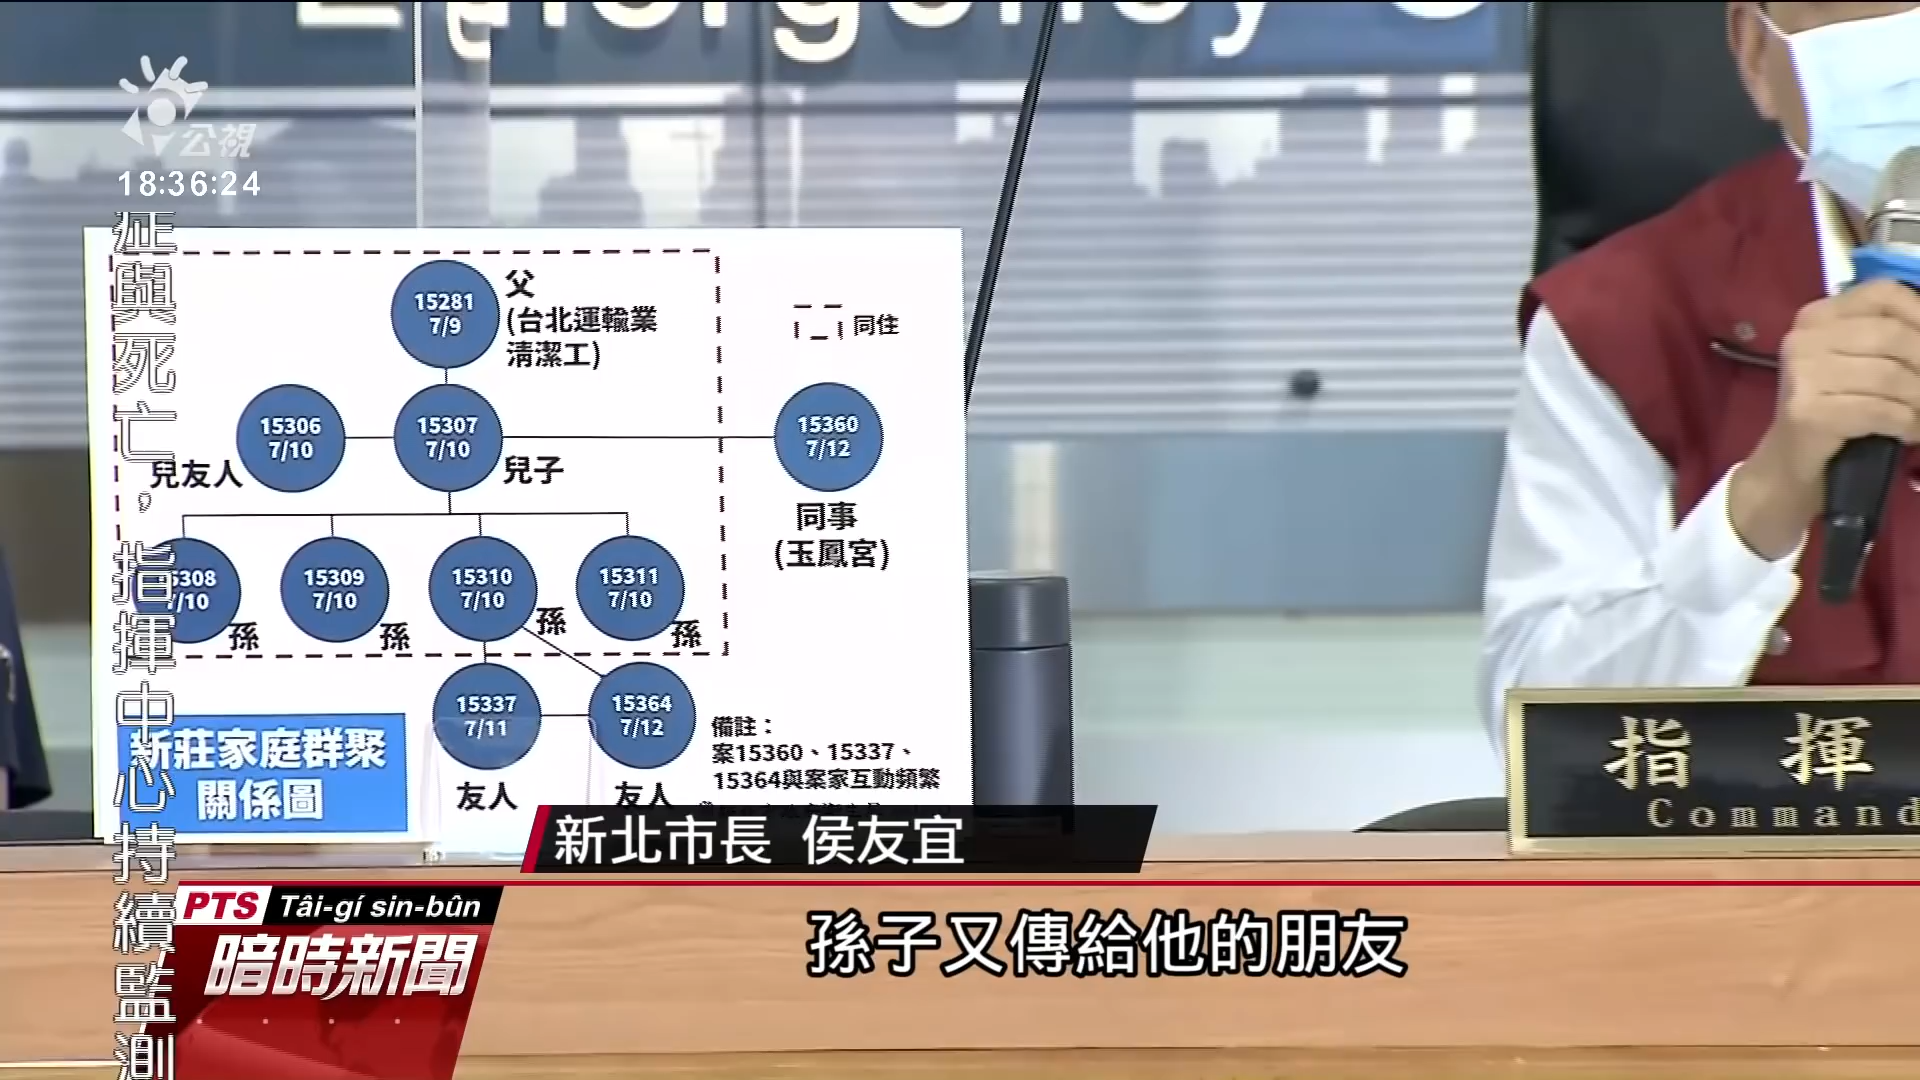 Emergency
公視
18:36:24
症與死亡，指揮中心持續監測
15281
7/9
父
(台北運輸業
清潔工)
同住
15306
7/10
兒友人
15307
7/10
兒子
15360
7/12
同事
(玉鳳宮)
5308
7/10
孫
15309
7/10
孫
15310
7/10
孫
15311
7/10
孫
15337
7/11
友人
15364
7/12
友人
備註：
案15360、15337、
15364與案家互動頻繁
新莊家庭群聚
關係圖
指 揮
Command
新北市長 侯友宜
PTS Tâi-gí sin-bûn
暗時新聞
孫子又傳給他的朋友